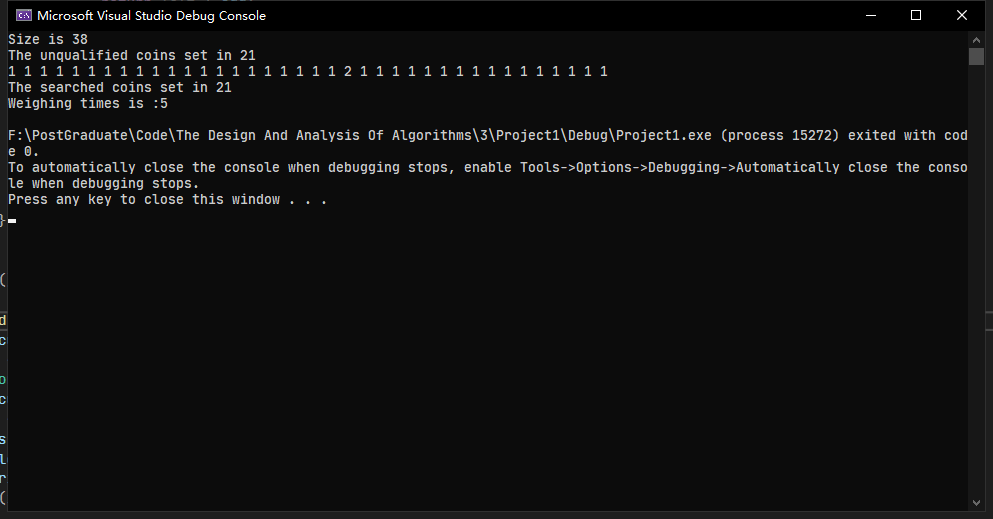 Microsoft Visual Studio Debug Console
Size is 38
The unqualified coins set in 21
1 1 1 1 1 1 1 1 1 1 1 1 1 1 1 1 1 1 1 1 1 2 1 1 1 1 1 1 1 1 1 1 1 1 1 1 1 1
The searched coins set in 21
Weighing times is :5
F:\PostGraduate\Code\The Design And Analysis Of Algorithms\3\Project1\Debug\Project1.exe (process 15272) exited with cod
e 0.
To automatically close the console when debugging stops, enable Tools->Options->Debugging->Automatically close the conso
le when debugging stops.
Press any key to close this window . . .